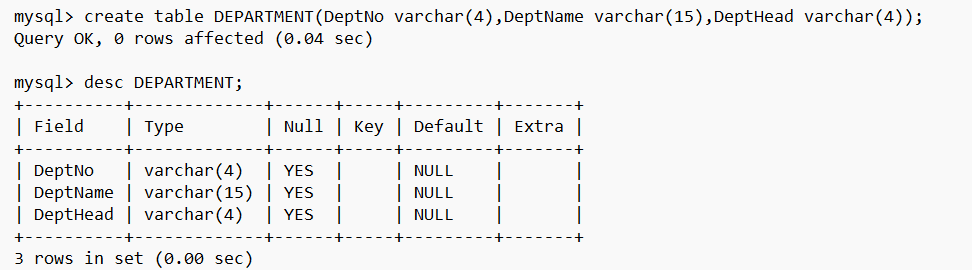 mysql> create table DEPARTMENT(DeptNo varchar(4),DeptName varchar(15),DeptHead varchar(4));
Query OK, 0 rows affected (0.04 sec)
mysql> desc DEPARTMENT;
+----------+-------------+------+-----+---------+-------+
| Field    | Type        | Null | Key | Default | Extra |
+----------+-------------+------+-----+---------+-------+
| DeptNo   | varchar(4)  | YES  |     | NULL    |       |
| DeptName | varchar(15) | YES  |     | NULL    |       |
| DeptHead | varchar(4)  | YES  |     | NULL    |       |
+----------+-------------+------+-----+---------+-------+
3 rows in set (0.00 sec)